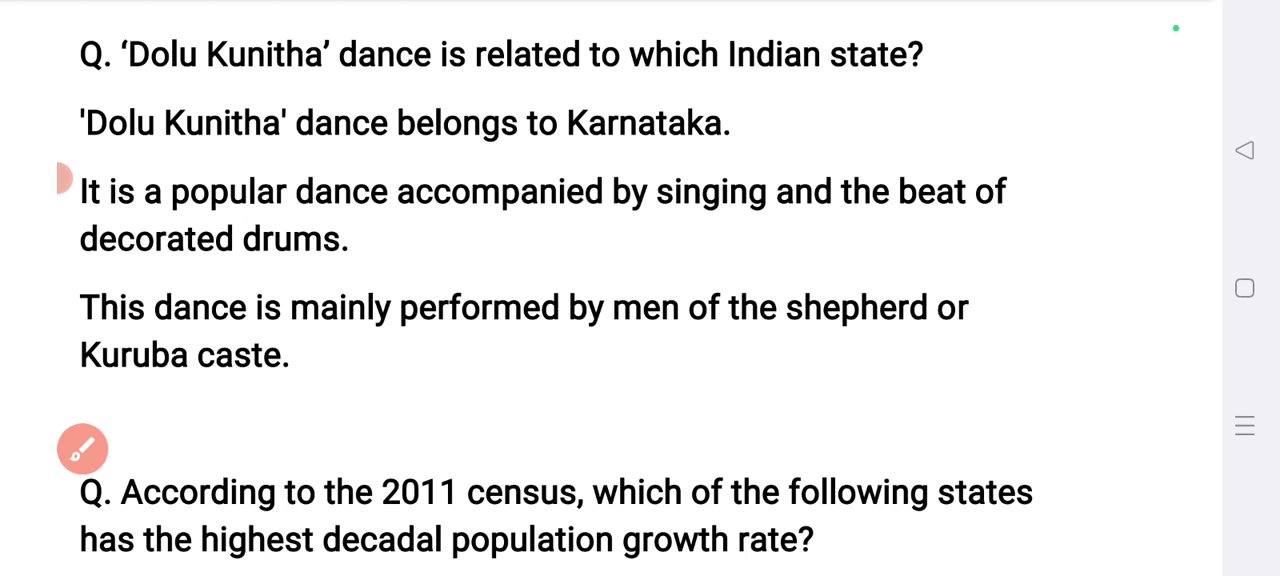 Q. ‘Dolu Kunitha’ dance is related to which Indian state?
'Dolu Kunitha' dance belongs to Karnataka.
It is a popular dance accompanied by singing and the beat of
decorated drums.
This dance is mainly performed by men of the shepherd or
Kuruba caste.
Q. According to the 2011 census, which of the following states
has the highest decadal population growth rate?